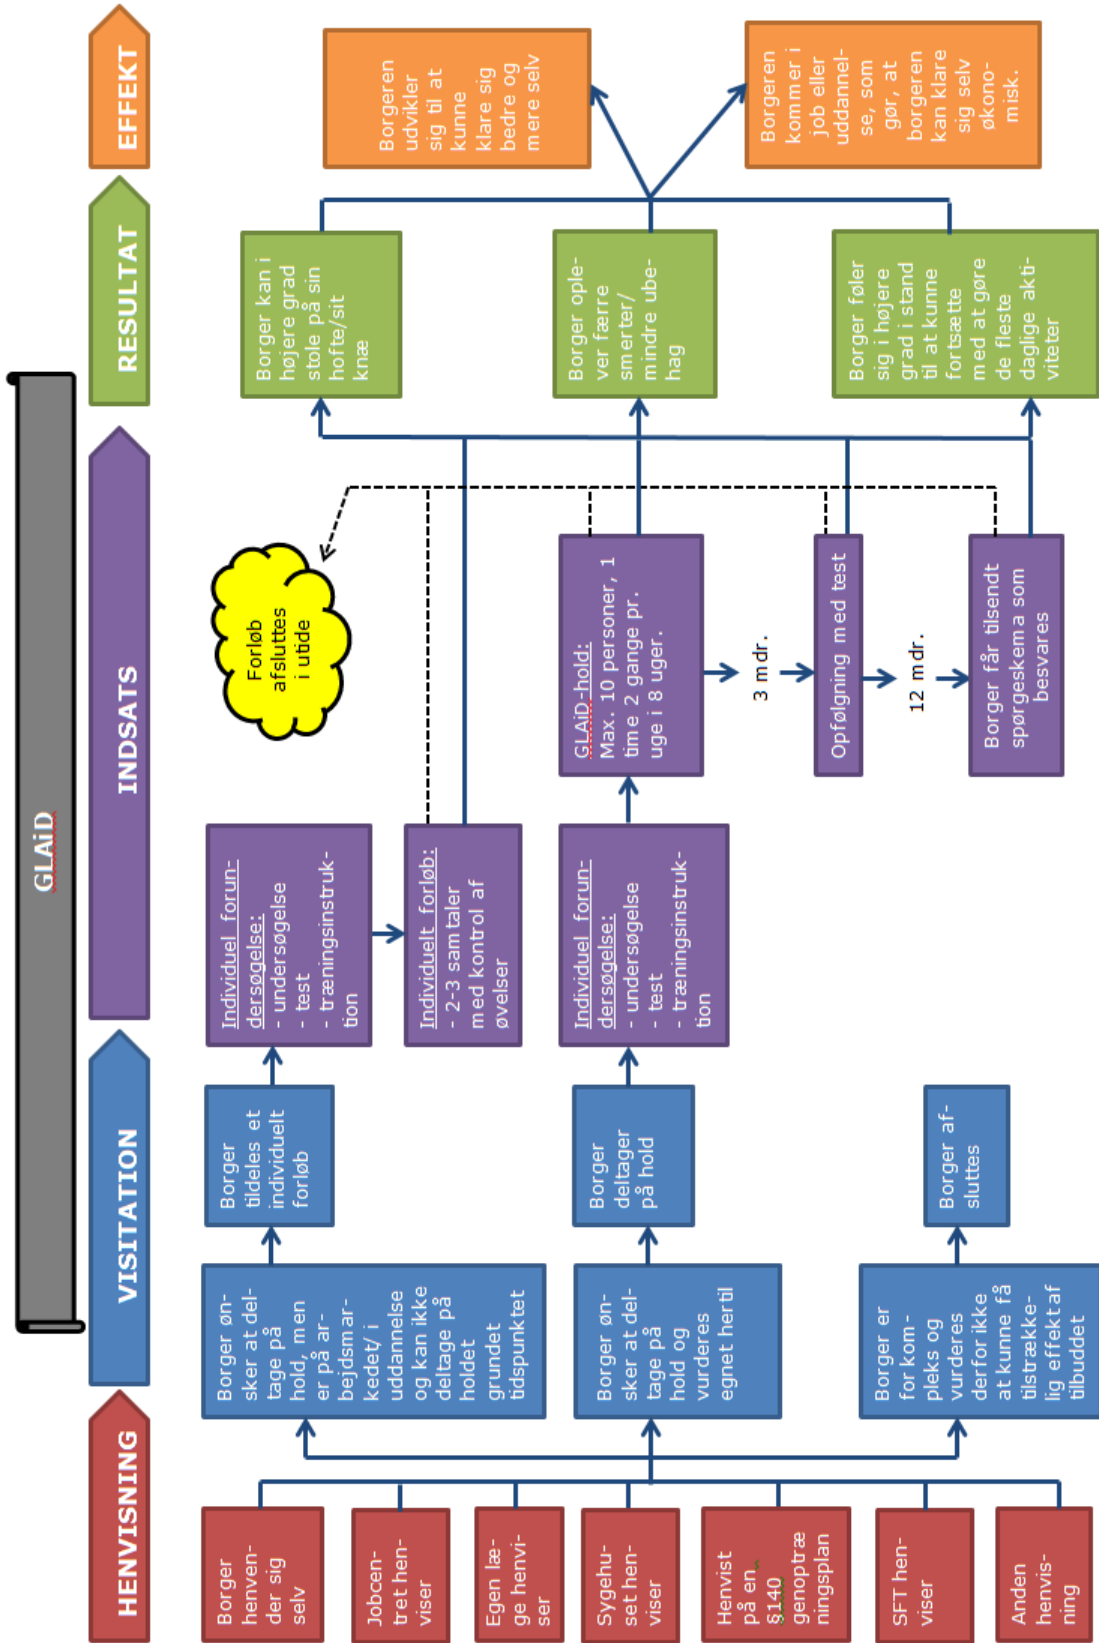 GLAiD
HENVISNING
VISITATION
INDSATS
RESULTAT
EFFEKT
Borger
henven-
der sig
selv
Jobcen-
tret hen-
viser
Egen læ-
ge henvi-
ser
Sygehu-
set hen-
viser
Henvist
på en
§140
genoptræ
ningsplan
SFT hen-
viser
Anden
henvis-
ning
Borger øn-
sker at del-
tage på
hold, men
er på ar-
bejdsmar-
kedet/ i
uddannelse
og kan ikke
deltage på
holdet
grundet
tidspunktet
Borger øn-
sker at del-
tage på
hold og
vurderes
egnet hertil
Borger er
for kom-
pleks og
vurderes
derfor ikke
at kunne få
tilstrække-
lig effekt af
tilbuddet
Borger
tildeles et
individuelt
forløb
Borger
deltager
på hold
Borger af-
sluttes
Individuel forun-
dersøgelse:
- undersøgelse
- test
- træningsinstruk-
tion
Individuelt forløb:
- 2-3 samtaler
med kontrol af
øvelser
Individuel forun-
dersøgelse:
- undersøgelse
- test
- træningsinstruk-
tion
Forløb
afsluttes
i utide
GLAiD-hold:
Max. 10 personer, 1
time 2 gange pr.
uge i 8 uger.
3 mdr.
Opfølgning med test
12 mdr.
Borger får tilsendt
spørgeskema som
besvares
Borger kan i
højere grad
stole på sin
hofte/sit
knæ
Borger ople-
ver færre
smerter/
mindre ube-
hag
Borger føler
sig i højere
grad i stand
til at kunne
fortsætte
med at gøre
de fleste
daglige akti-
viteter
Borgeren
udvikler
sig til at
kunne
klare sig
bedre og
mere selv
Borgeren
kommer i
job eller
uddannel-
se, som
gør, at
borgeren
kan klare
sig selv
økono-
misk.